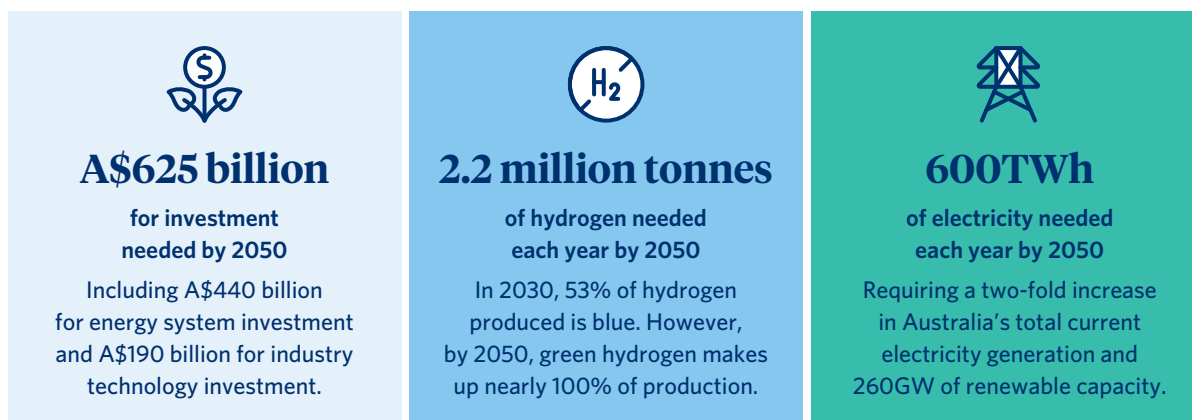 $
A$625 billion
for investment
needed by 2050
Including A$440 billion
for energy system investment
and A$190 billion for industry
technology investment.
H2
2.2 million tonnes
of hydrogen needed
each year by 2050
In 2030, 53% of hydrogen
produced is blue. However,
by 2050, green hydrogen makes
up nearly 100% of production.
600TWh
of electricity needed
each year by 2050
Requiring a two-fold increase
in Australia’s total current
electricity generation and
260GW of renewable capacity.